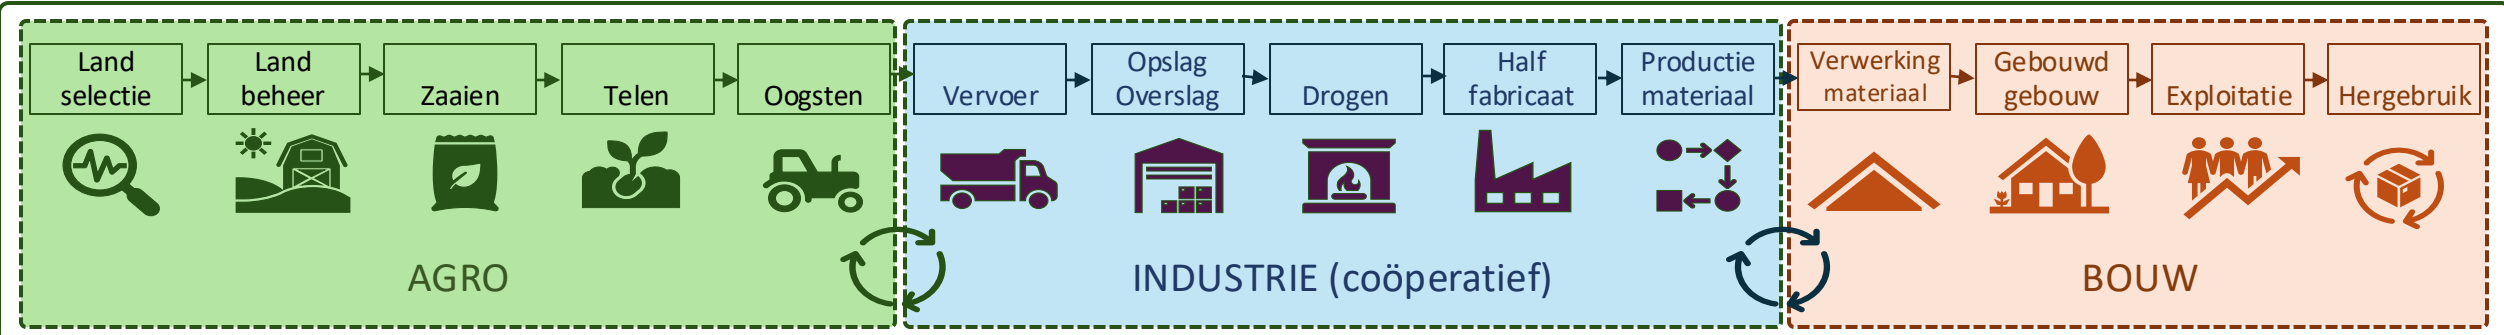 Land
selectie
Land
beheer
Zaaien
Telen
Oogsten
Vervoer
Opslag
Overslag
Drogen
Half
fabricaat
Productie
materiaal
Verwerking
materiaal
Gebouwd
gebouw
Exploitatie
Hergebruik
AGRO
INDUSTRIE (coöperatief)
BOUW